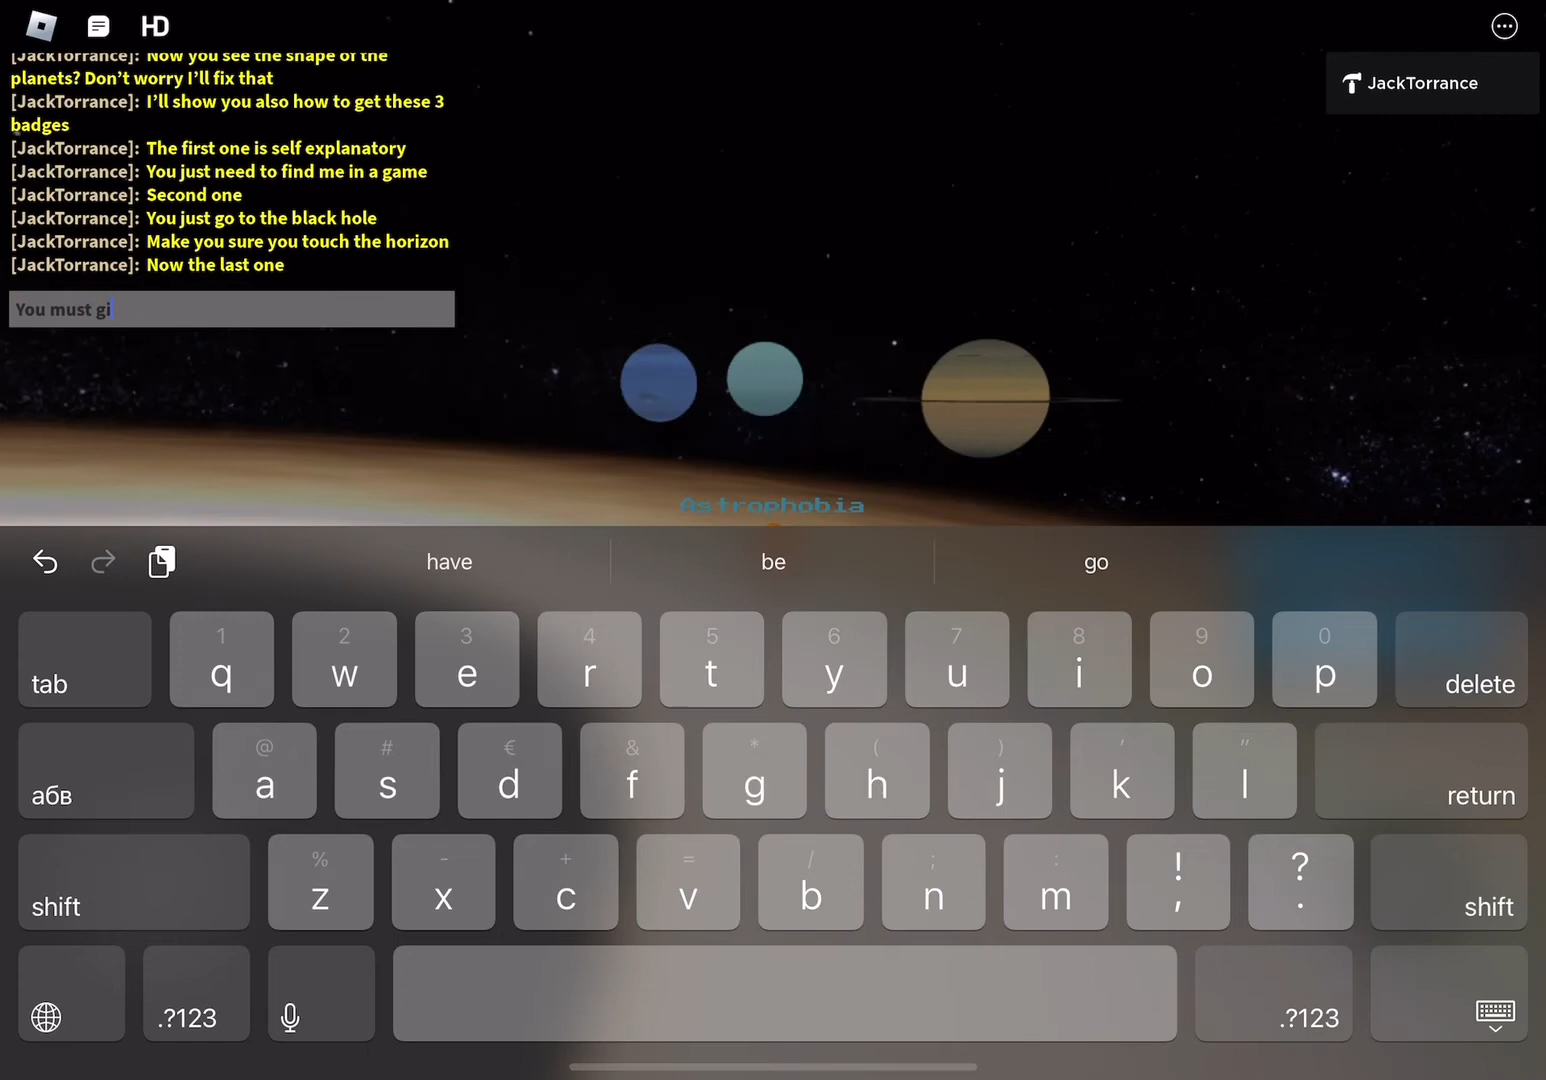 HD
[JackTorrance]: Now you see the shape of the
planets? Don't worry I'll fix that
[JackTorrance]: I'll show you also how to get these 3
badges
[JackTorrance]: The first one is self explanatory
[JackTorrance]: You just need to find me in a game
[JackTorrance]: Second one
[JackTorrance]: You just go to the black hole
[JackTorrance]: Make you sure you touch the horizon
[JackTorrance]: Now the last one
You must gi
JackTorrance
Astrophobia
have be go
1 2 3 4 5 6 7 8 9 0
tab q w e r t y u i o p delete
@ # € & * ( ) ' "
абв a s d f g h j k l return
% - + = / ; : ! ?
shift z x c v b n m , . shift
.?123 .?123